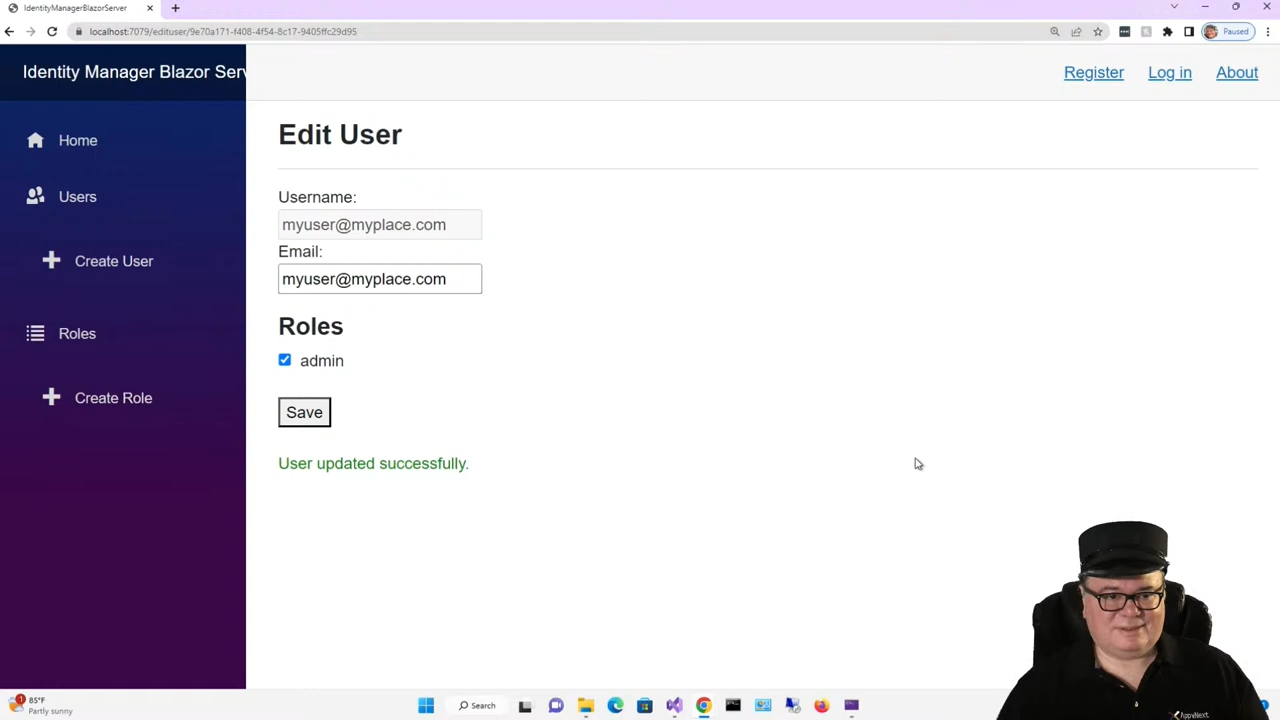 IdentityManagerBlazorServer
localhost:7079/edituser/9e70a171-f408-4f54-8c17-9405ffc29d95
Paused
Identity Manager Blazor Serv
Register
Log in
About
Home
Users
Create User
Roles
Create Role
Edit User
Username:
myuser@myplace.com
Email:
myuser@myplace.com
Roles
admin
Save
User updated successfully.
AppvNext
1
85°F
Partly sunny
Search